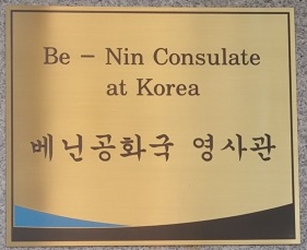 Be – Nin Consulate
at Korea
베닌공화국 영사관